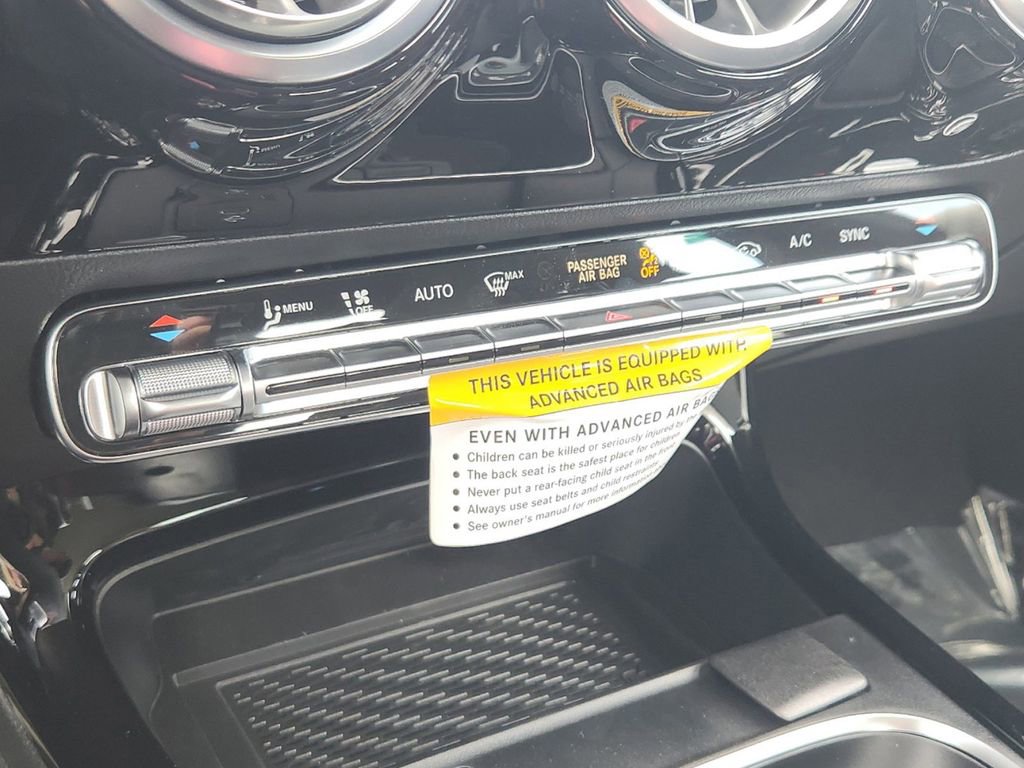 MENU
OFF
AUTO
MAX
PASSENGER
AIR BAG
OFF
A/C
SYNC
THIS VEHICLE IS EQUIPPED WITH
ADVANCED AIR BAGS
EVEN WITH ADVANCED AIR
• Children can be killed or seriously injured by
• The back seat is the safest place for children
• Never put a rear-facing child seat in the
• Always use seat belts and child restraints
• See owner's manual for more information